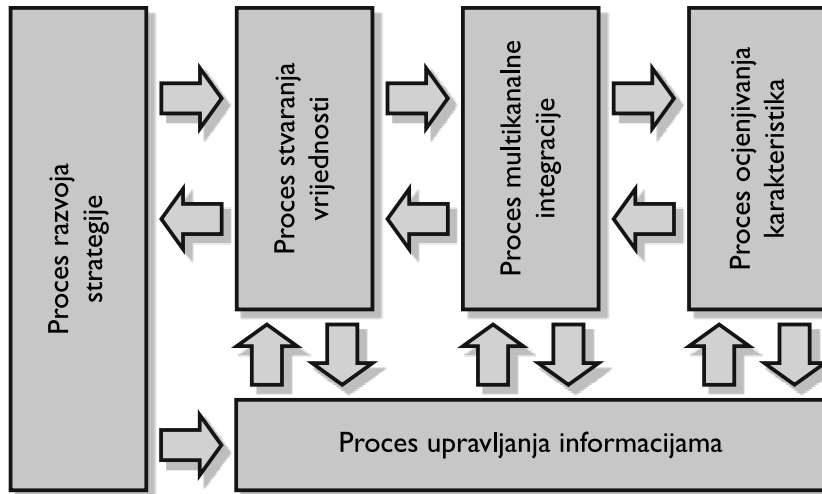 Proces razvoja
strategije
Proces stvaranja
vrijednosti
Proces multikanalne
integracije
Proces ocjenjivanja
karakteristika
Proces upravljanja informacijama